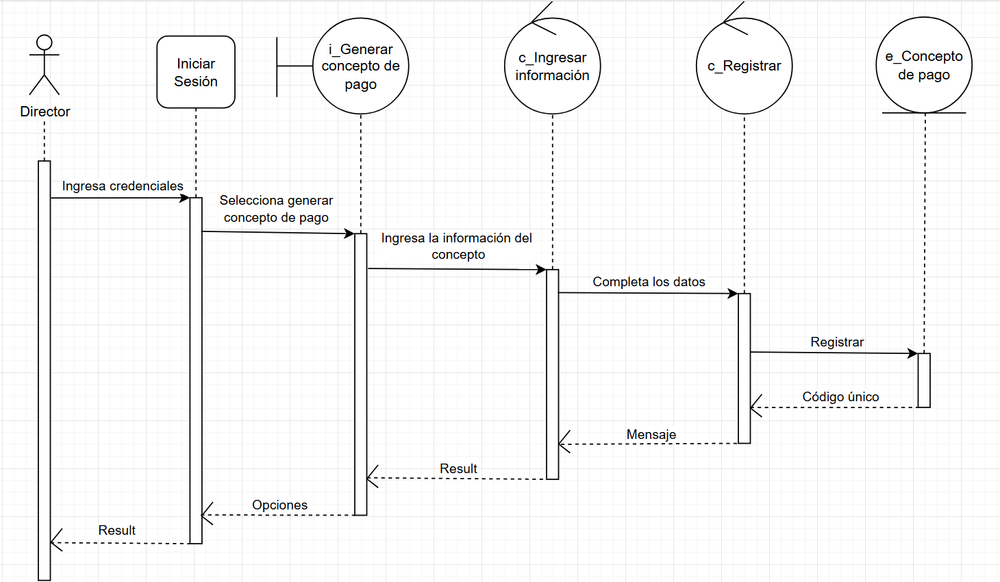 Director
Iniciar
Sesión
i_Generar
concepto de
pago
c_Ingresar
información
c_Registrar
e_Concepto
de pago
Ingresa credenciales
Selecciona generar
concepto de pago
Ingresa la información del
concepto
Completa los datos
Registrar
Código único
Mensaje
Result
Opciones
Result